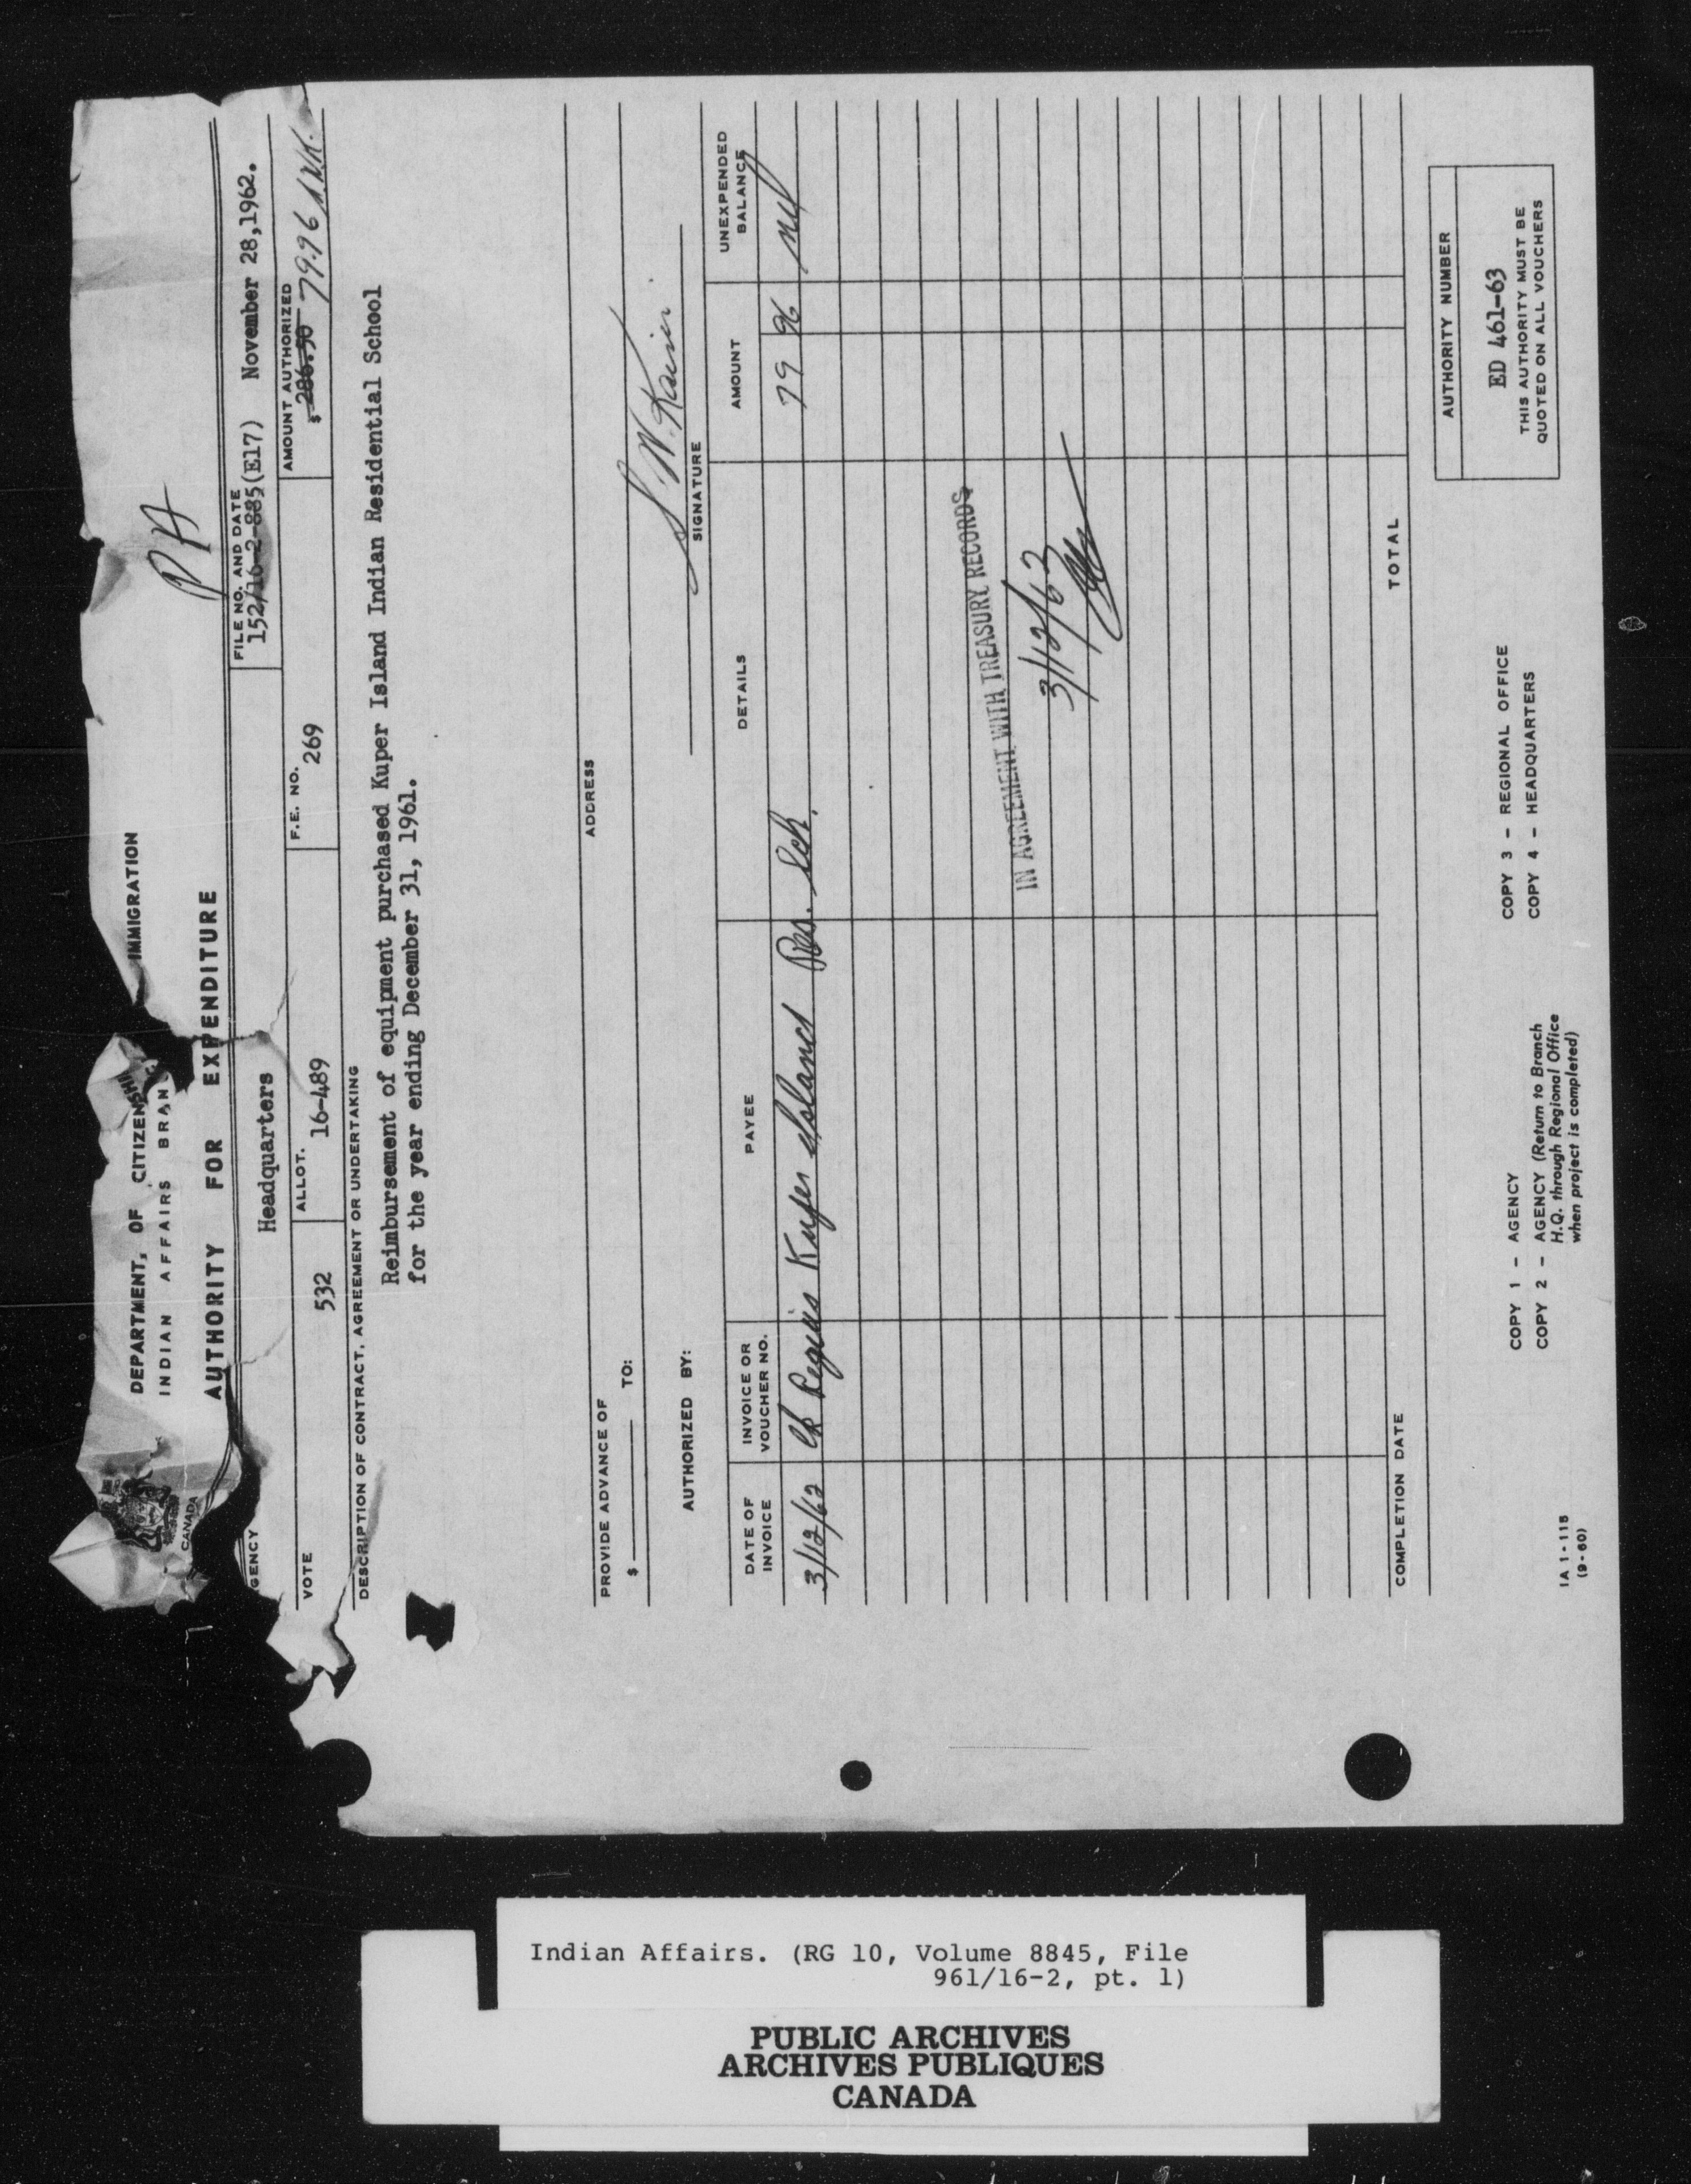 PA
DEPARTMENT, OF CITIZENSHIP IMMIGRATION
INDIAN AFFAIRS BRANC
CANADA
AUTHORITY FOR EXPENDITURE
GENCY
Headquarters
FILE NO. AND DATE
152/16-2-885(E17) November 28,1962.
VOTE
532
ALLOT.
16-489
F.E. NO.
269
AMOUNT AUTHORIZED
$ 286.50 79.96
DESCRIPTION OF CONTRACT, AGREEMENT OR UNDERTAKING
Reimbursement of equipment purchased Kuper Island Indian Residential School
for the year ending December 31, 1961.
PROVIDE ADVANCE OF
ADDRESS
$ TO:
AUTHORIZED BY:
SIGNATURE
DATE OF INVOICE
INVOICE OR VOUCHER NO.
PAYEE
DETAILS
AMOUNT
UNEXPENDED BALANCE
3/12/62 Kuper Island Res. Sch. 79 96 nil
IN AGREEMENT WITH TREASURY RECORDS
3/12/62
COMPLETION DATE
TOTAL
COPY 1 - AGENCY
COPY 2 - AGENCY (Return to Branch
H.Q. through Regional Office
when project is completed)
COPY 3 - REGIONAL OFFICE
COPY 4 - HEADQUARTERS
AUTHORITY NUMBER
ED 461-63
THIS AUTHORITY MUST BE
QUOTED ON ALL VOUCHERS
IA 1-115
(9-60)
Indian Affairs. (RG 10, Volume 8845, File
961/16-2, pt. 1)
PUBLIC ARCHIVES
ARCHIVES PUBLIQUES
CANADA